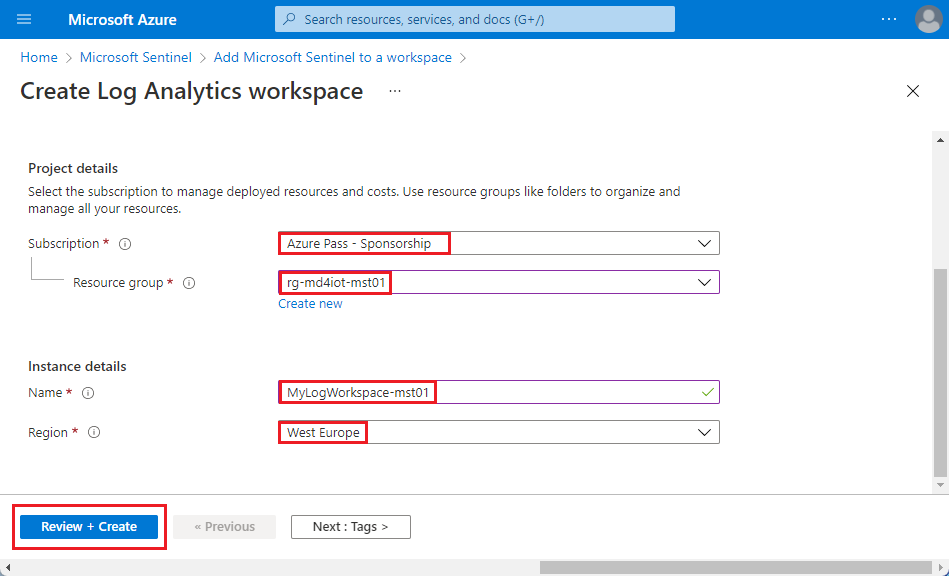 Microsoft Azure
Search resources, services, and docs (G+/)
Home > Microsoft Sentinel > Add Microsoft Sentinel to a workspace >
Create Log Analytics workspace ...
Project details
Select the subscription to manage deployed resources and costs. Use resource groups like folders to organize and
manage all your resources.
Subscription *
Azure Pass - Sponsorship
Resource group *
rg-md4iot-mst01
Create new
Instance details
Name *
MyLogWorkspace-mst01
Region *
West Europe
Review + Create
« Previous
Next : Tags >